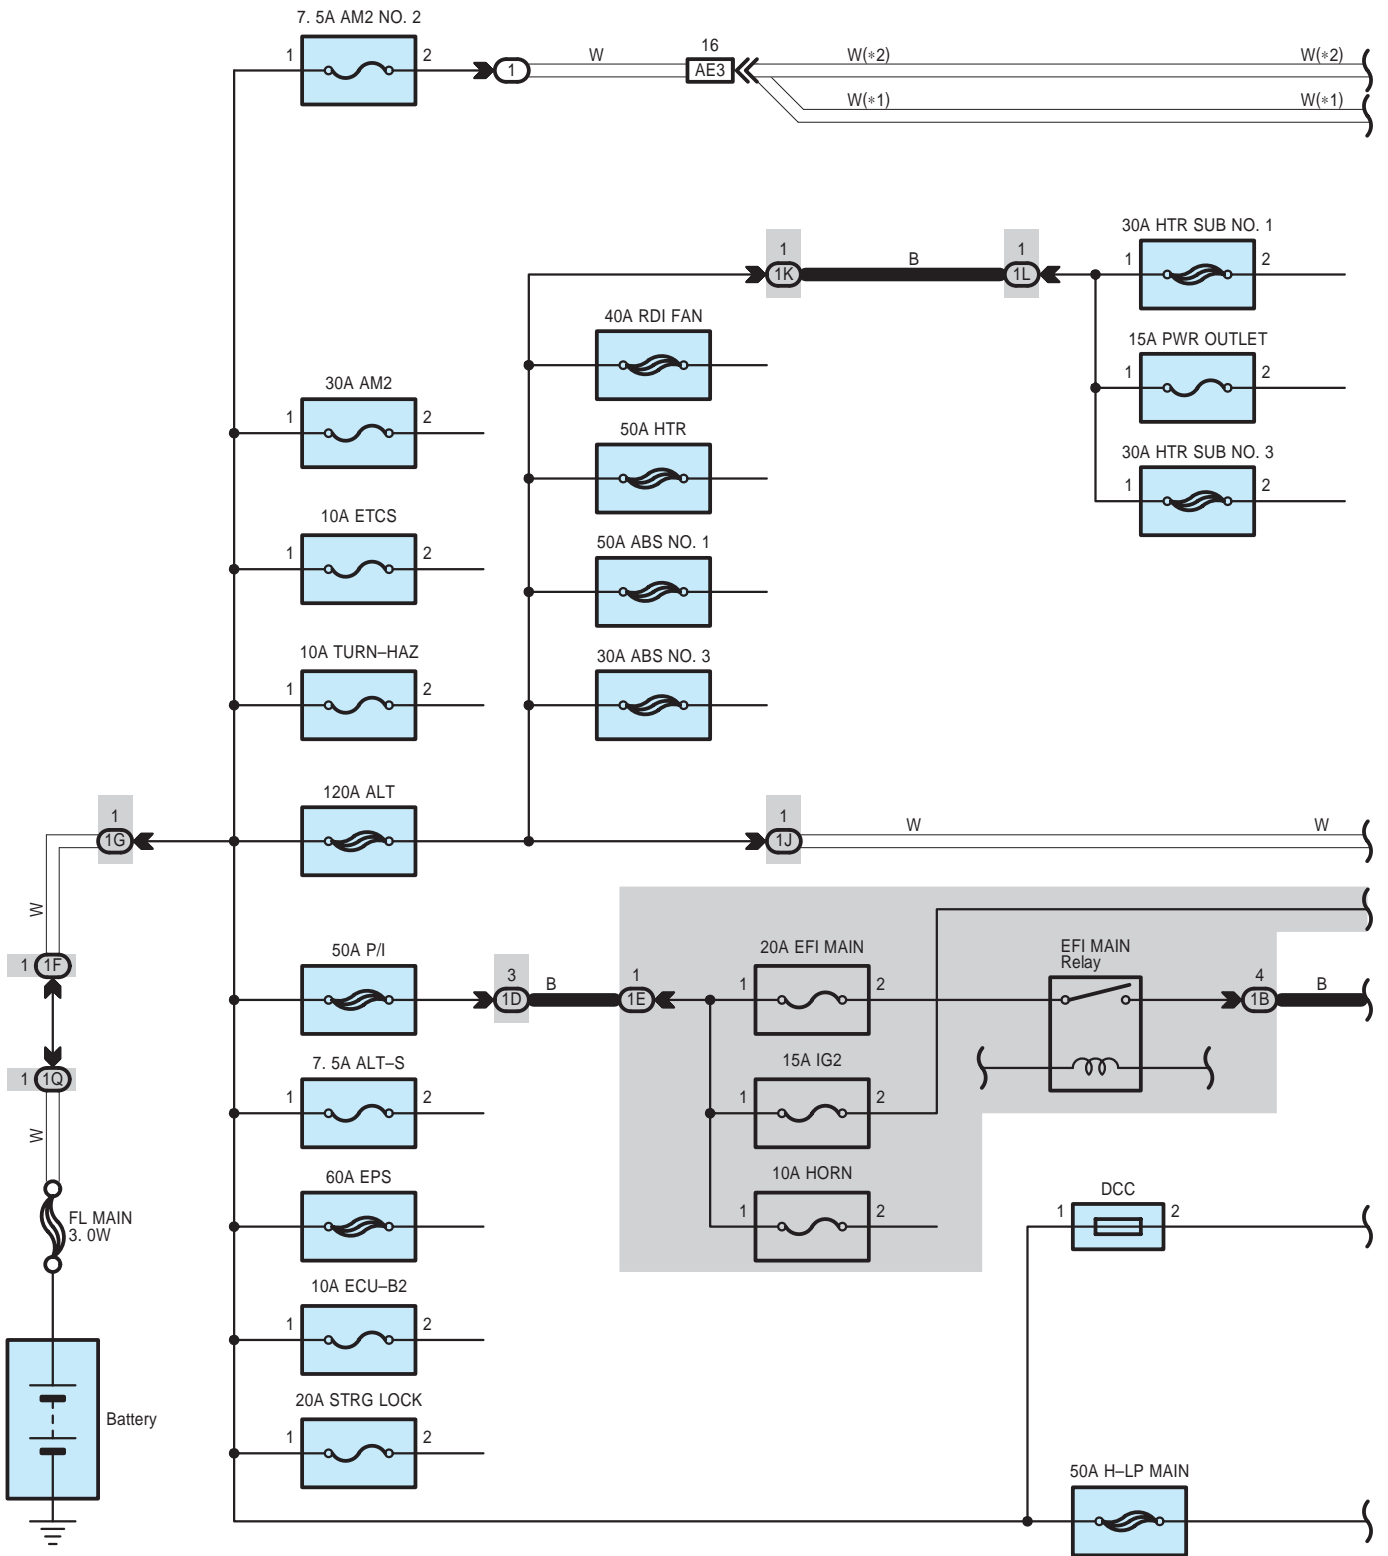 7. 5A AM2 NO. 2
1 2
1 W 16 AE3 W(*2) W(*2)
W(*1) W(*1)
30A HTR SUB NO. 1
1 1K B 1 1L 1 2
40A RDI FAN
15A PWR OUTLET
1 2
30A AM2
1 2
50A HTR
30A HTR SUB NO. 3
1 2
10A ETCS
1 2
50A ABS NO. 1
10A TURN–HAZ
1 2
30A ABS NO. 3
120A ALT
1 1G
1 1J W W
W
1 1F
50A P/I
3 1D B 1 1E
20A EFI MAIN
1 2
EFI MAIN
Relay
4 1B B
1 1Q
W
7. 5A ALT–S
1 2
15A IG2
1 2
60A EPS
10A HORN
1 2
FL MAIN
3. 0W
DCC
1 2
10A ECU–B2
1 2
Battery
20A STRG LOCK
1 2
50A H–LP MAIN